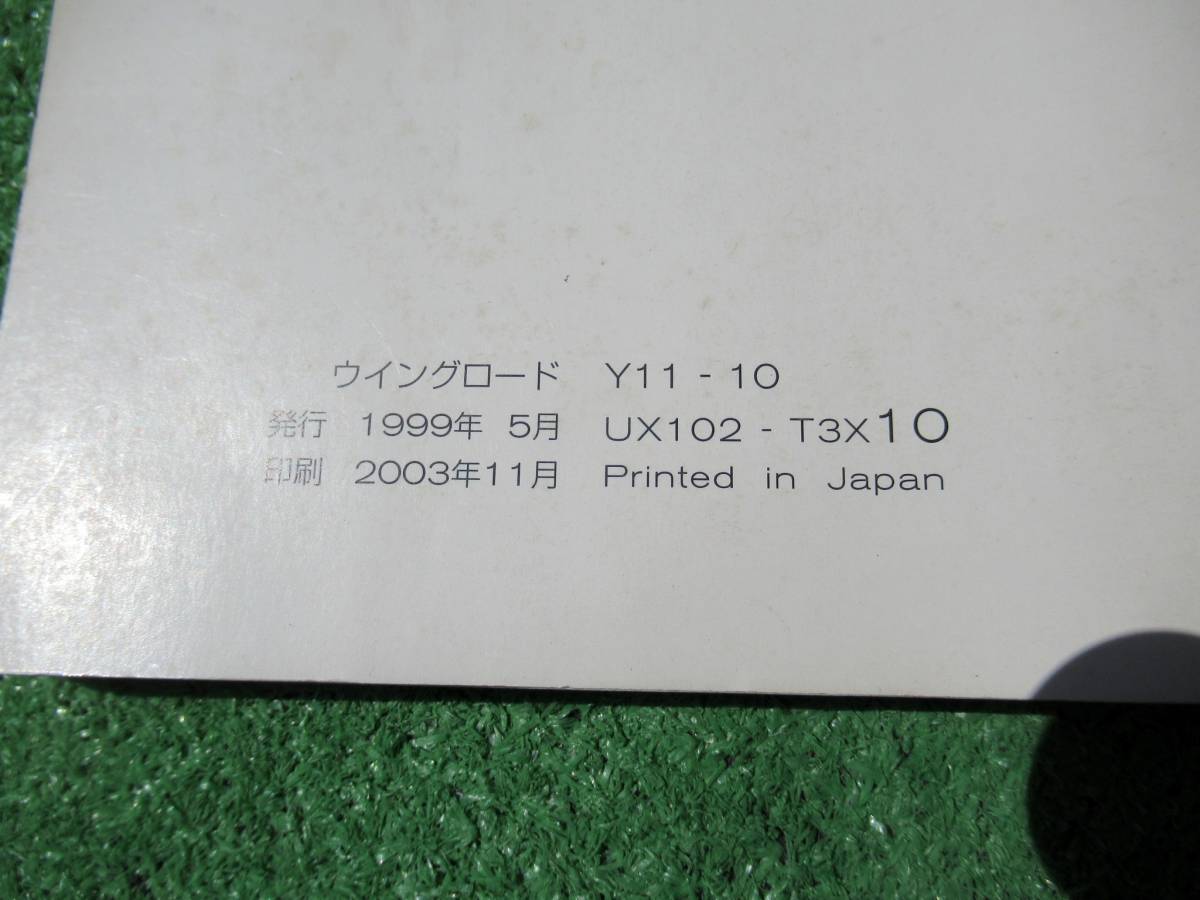 ウイングロード Y11 - 10
発行 1999年 5月 UX102 - T3X10
印刷 2003年11月 Printed in Japan